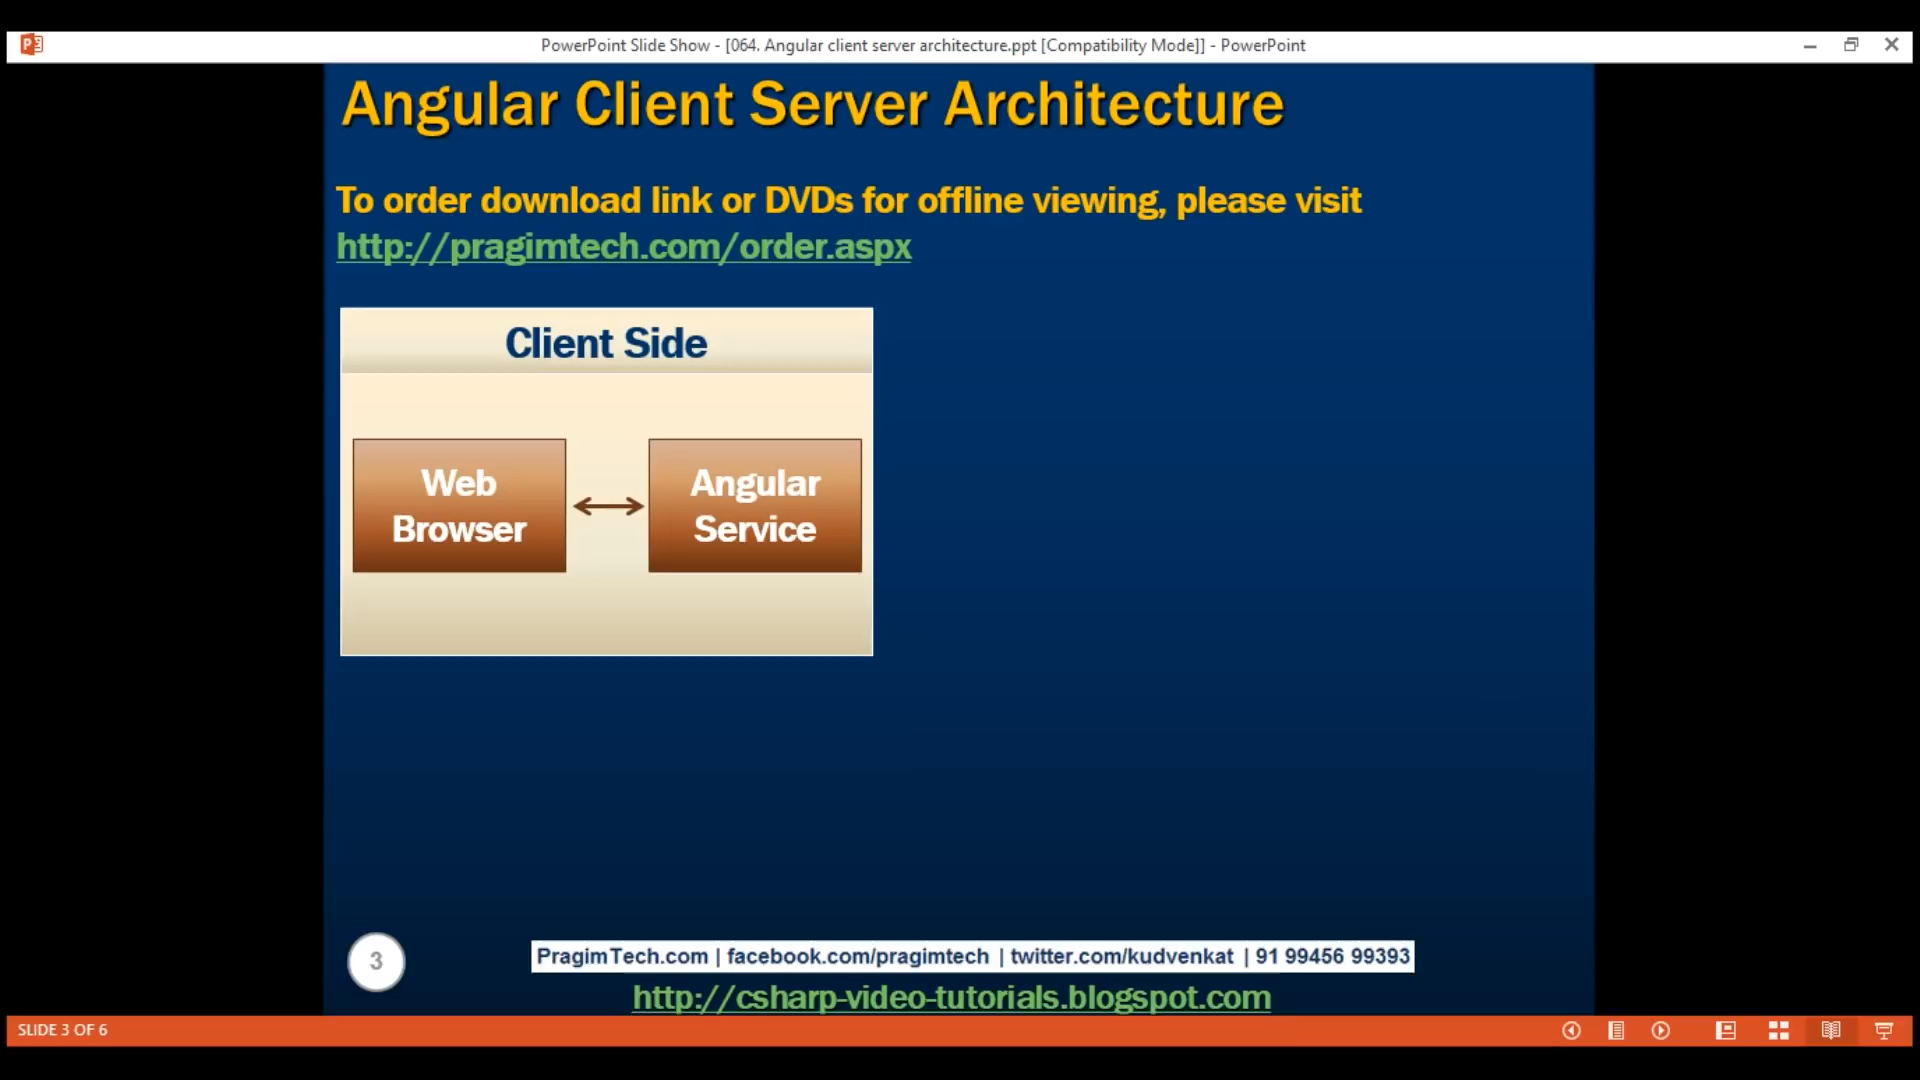 PowerPoint Slide Show - [064. Angular client server architecture.ppt [Compatibility Mode]] - PowerPoint
Angular Client Server Architecture
To order download link or DVDs for offline viewing, please visit
http://pragimtech.com/order.aspx
Client Side
Web
Browser
Angular
Service
3
PragimTech.com | facebook.com/pragimtech | twitter.com/kudvenkat | 91 99456 99393
http://csharp-video-tutorials.blogspot.com
SLIDE 3 OF 6